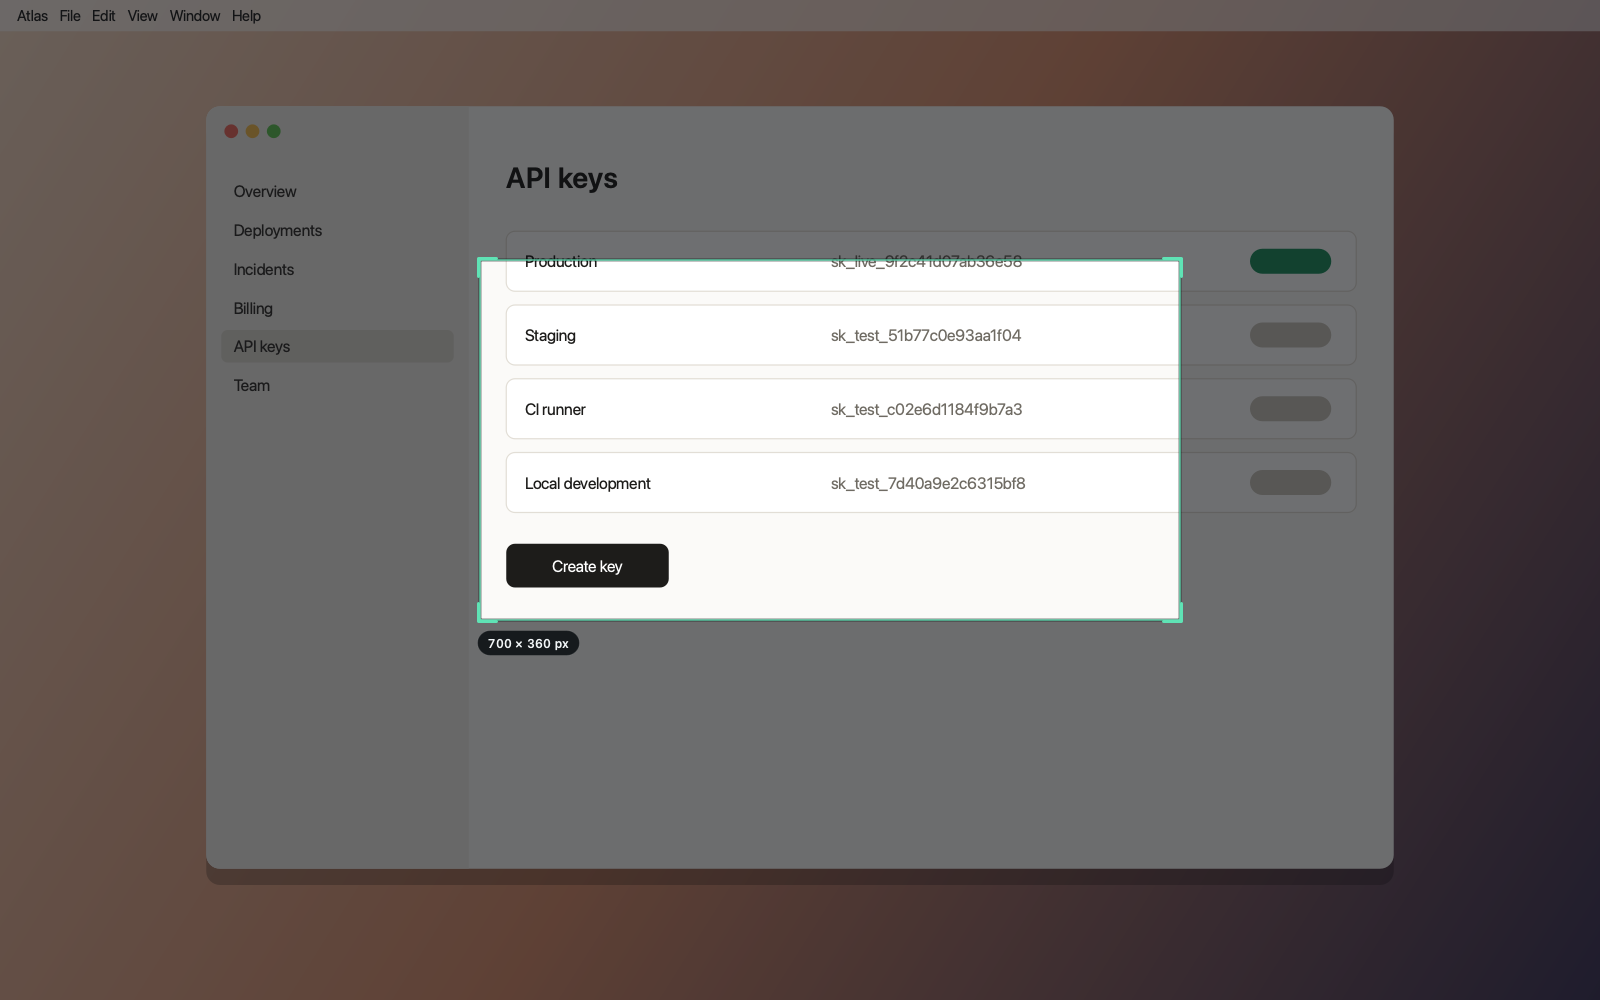 Atlas File Edit View Window Help
API keys
Overview
Deployments
Incidents
Billing
API keys
Team
Production sk_live_9f2c41d07ab36e58
Staging sk_test_51b77c0e93aa1f04
CI runner sk_test_c02e6d1184f9b7a3
Local development sk_test_7d40a9e2c6315bf8
Create key
700 × 360 px